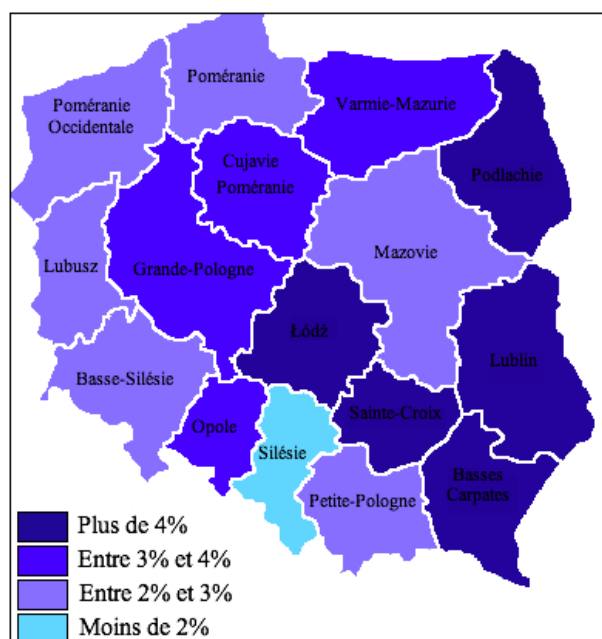 Poméranie
Poméranie
Occidentale
Varmie-Mazurie
Cujavie
Poméranie
Podlachie
Mazovie
Lubusz
Grande-Pologne
Łódź
Lublin
Basse-Silésie
Sainte-Croix
Opole
Silésie
Basses
Carpates
Petite-Pologne
Plus de 4%
Entre 3% et 4%
Entre 2% et 3%
Moins de 2%